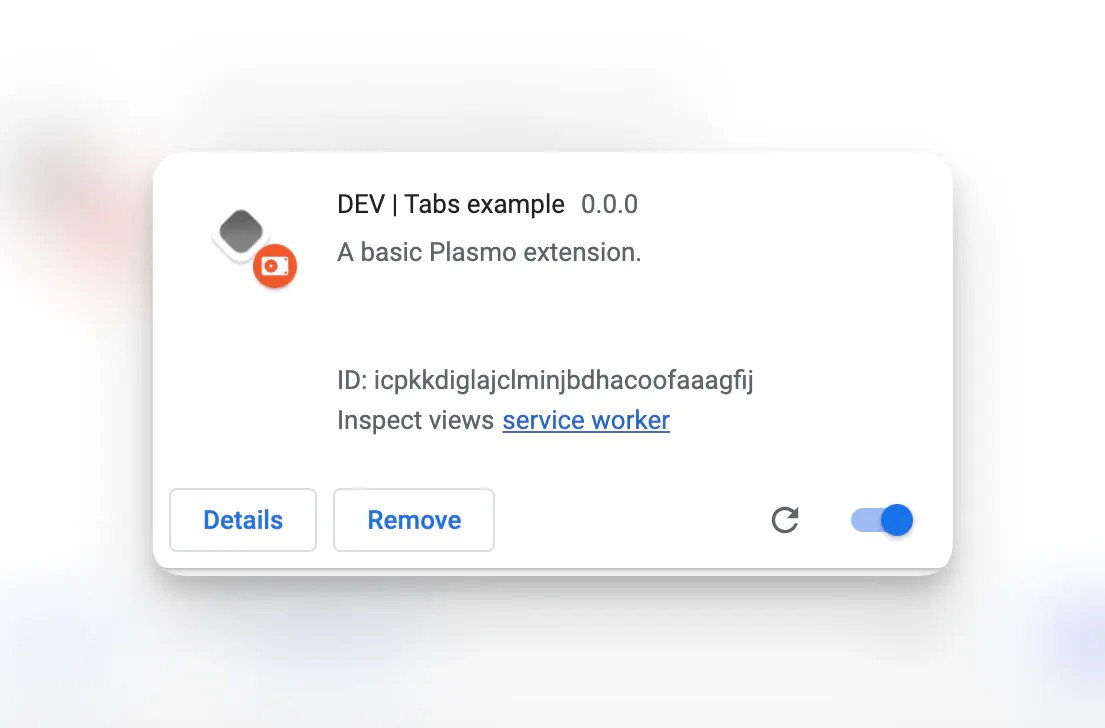 DEV | Tabs example 0.0.0
A basic Plasmo extension.
ID: icpkkdiglajclminjbdhacoofaaagfij
Inspect views service worker
Details Remove